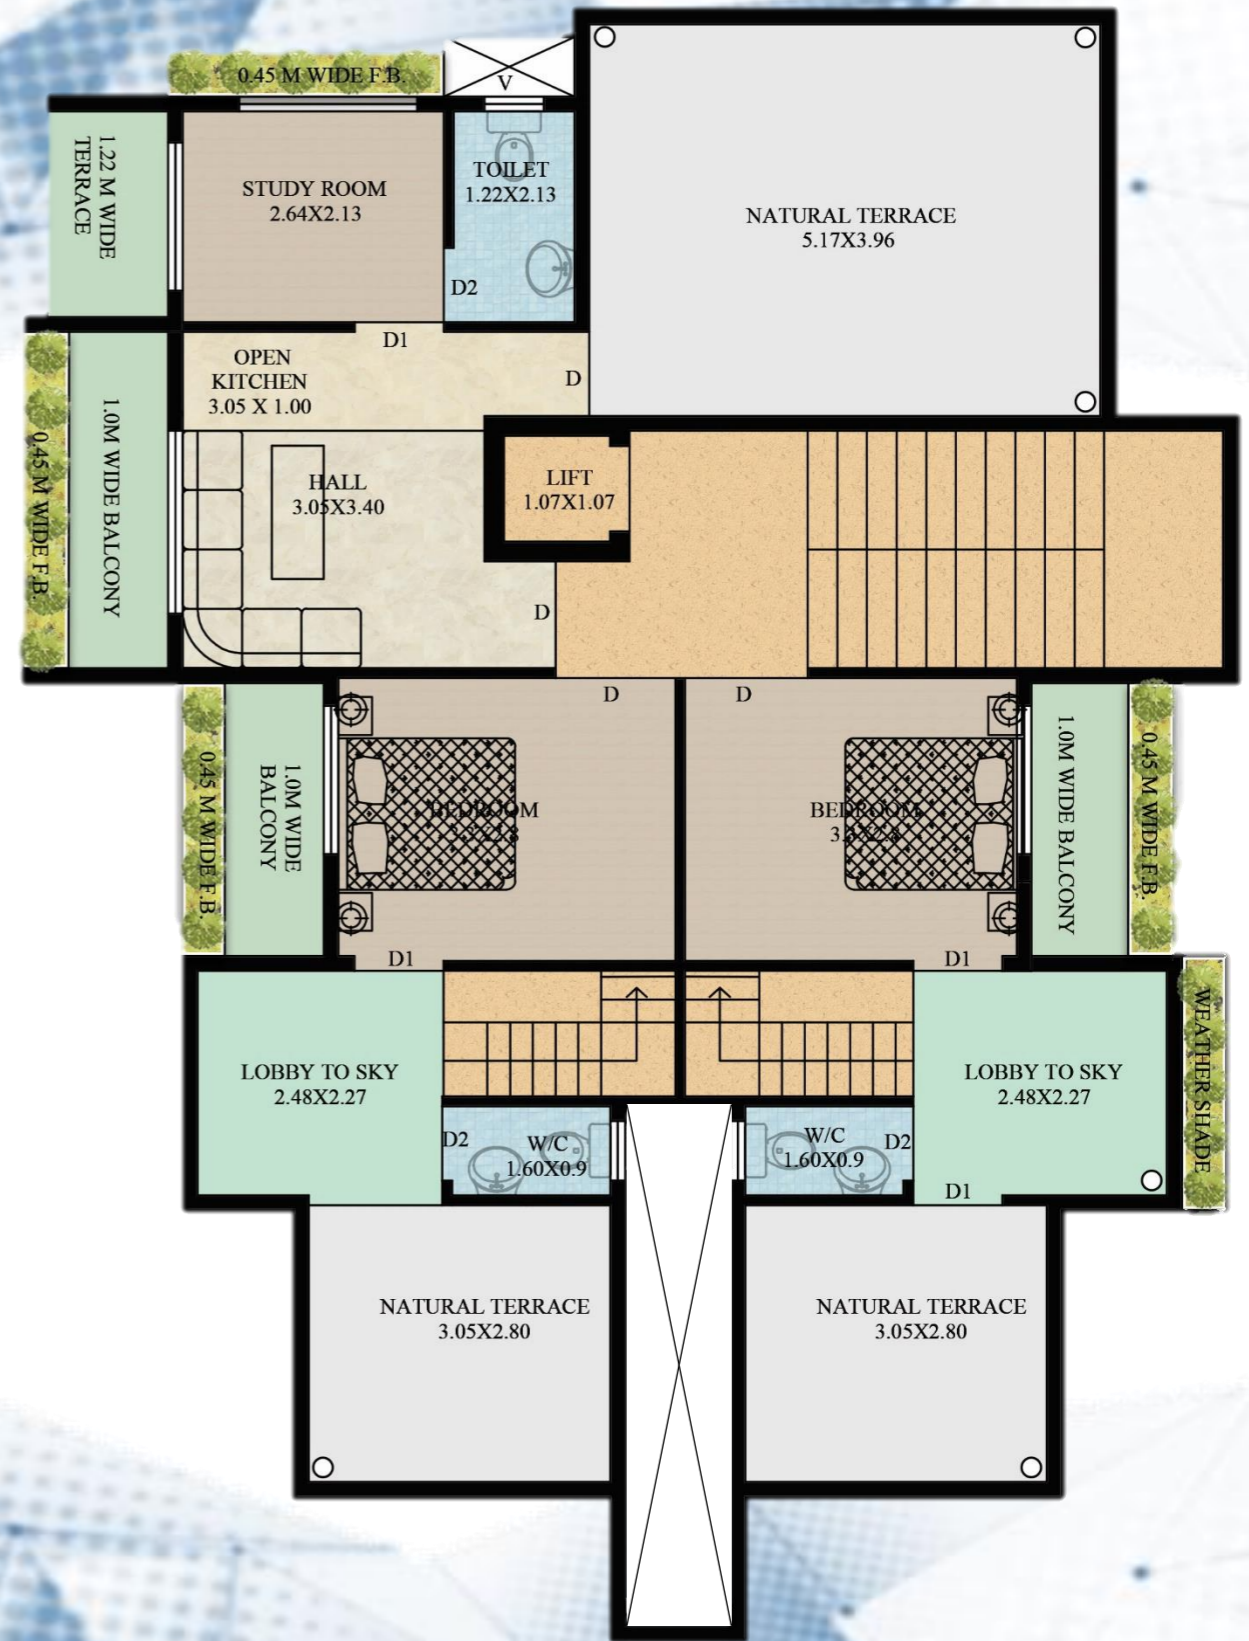 0.45 M WIDE F.B.
V
1.22 M WIDE
TERRACE
STUDY ROOM
2.64X2.13
TOILET
1.22X2.13
D2
NATURAL TERRACE
5.17X3.96
D1
OPEN
KITCHEN
3.05 X 1.00
D
0.45 M WIDE F.B.
1.0M WIDE BALCONY
HALL
3.05X3.40
LIFT
1.07X1.07
D
D
D
0.45 M WIDE F.B.
1.0M WIDE
BALCONY
BEDROOM
BEDROOM
1.0M WIDE BALCONY
0.45 M WIDE F.B.
D1
D1
LOBBY TO SKY
2.48X2.27
LOBBY TO SKY
2.48X2.27
WEATHER SHADE
D2
W/C
1.60X0.9
W/C
1.60X0.9
D2
D1
NATURAL TERRACE
3.05X2.80
NATURAL TERRACE
3.05X2.80